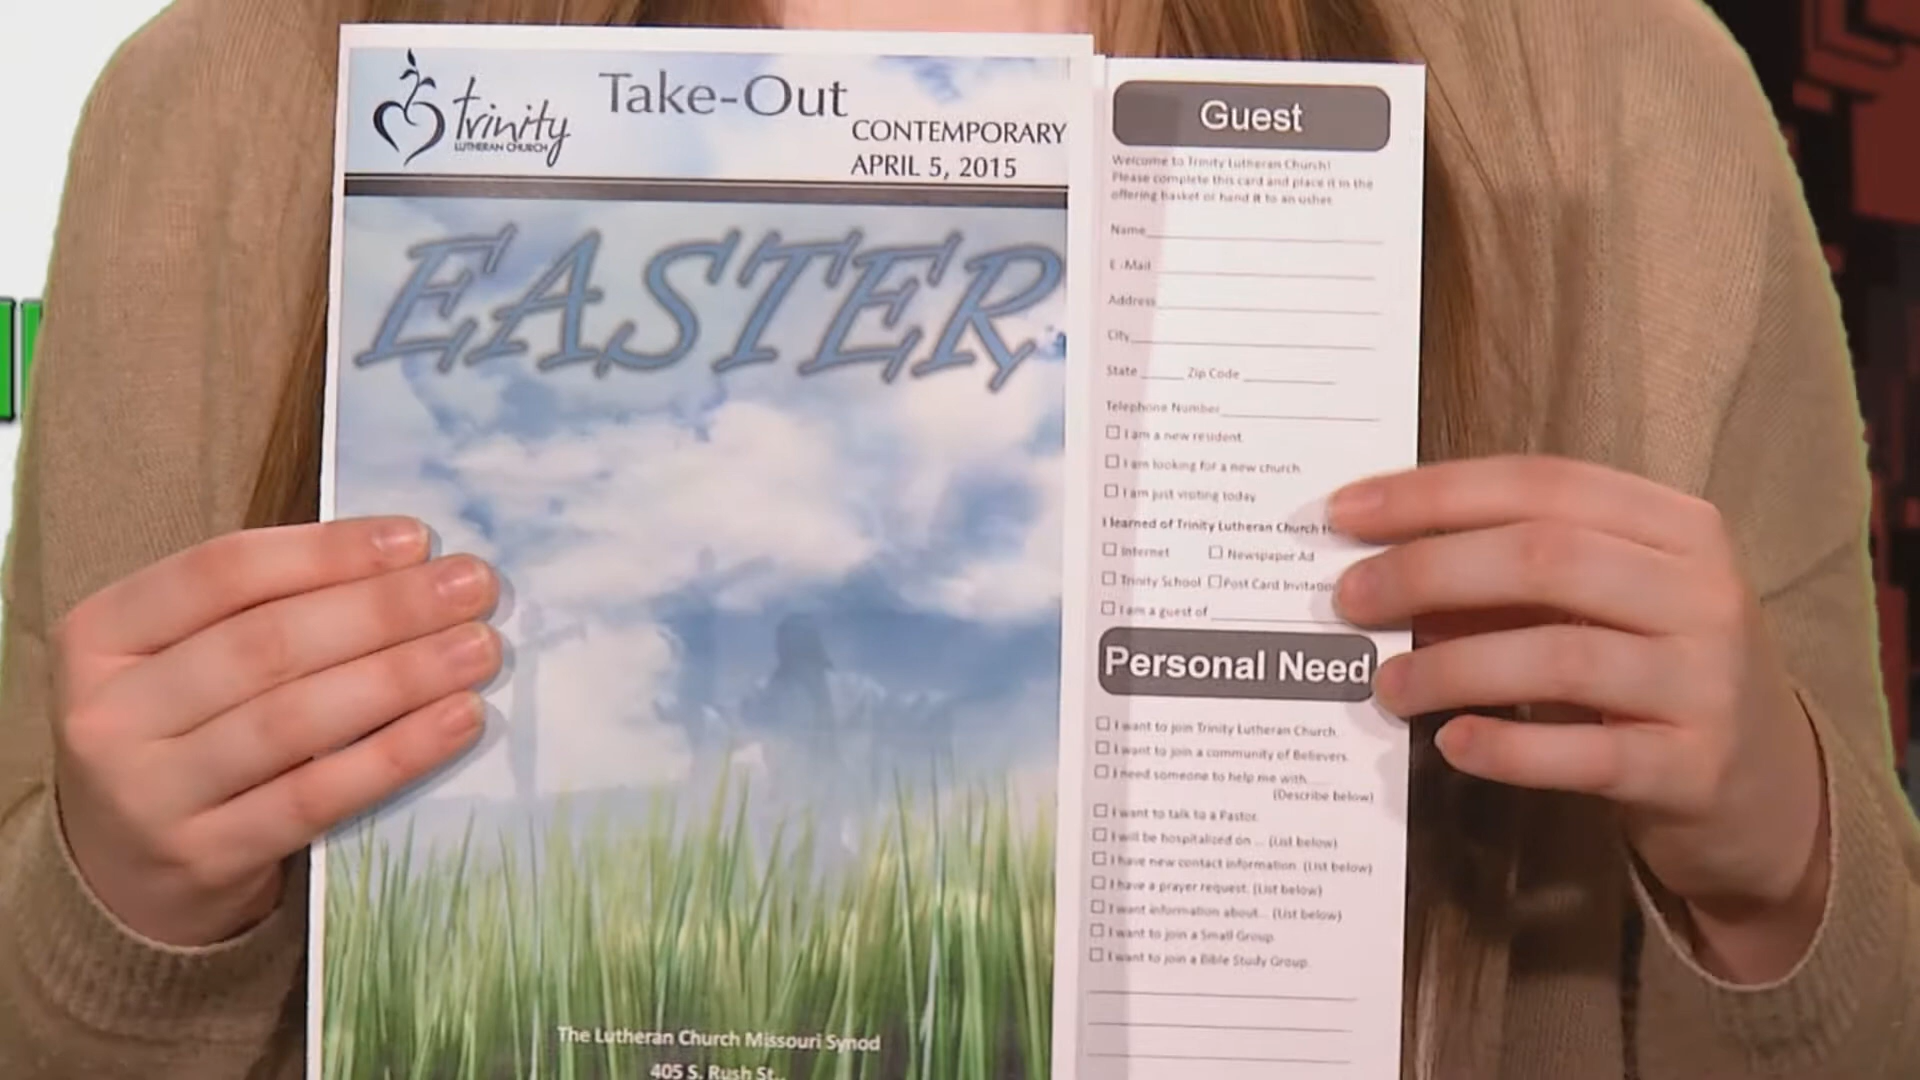 trinity
LUTHERAN CHURCH
Take-Out
CONTEMPORARY
APRIL 5, 2015
EASTER
The Lutheran Church Missouri Synod
405 S. Rush St.,
Guest
Welcome to Trinity Lutheran Church!
Please complete this card and place it in the
offering basket or hand it to an usher.
Name
E-Mail
Address
City
State Zip Code
Telephone Number
I am a new resident.
I am looking for a new church.
I am just visiting today.
I learned of Trinity Lutheran Church
Internet Newspaper Ad
Trinity School Post Card Invitation
I am a guest of
Personal Need
I want to join Trinity Lutheran Church.
I want to join a community of Believers.
I need someone to help me with.....
(Describe below)
I want to talk to a Pastor.
I will be hospitalized on ... (List below)
I have new contact information. (List below)
I have a prayer request. (List below)
I want information about... (List below)
I want to join a Small Group.
I want to join a Bible Study Group.